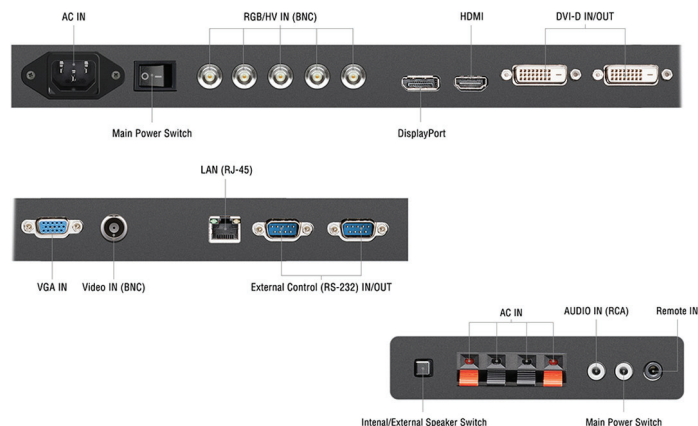 AC IN
RGB/HV IN (BNC)
HDMI
DVI-D IN/OUT
Main Power Switch
DisplayPort
LAN (RJ-45)
VGA IN
Video IN (BNC)
External Control (RS-232) IN/OUT
AC IN
AUDIO IN (RCA)
Remote IN
Intenal/External Speaker Switch
Main Power Switch